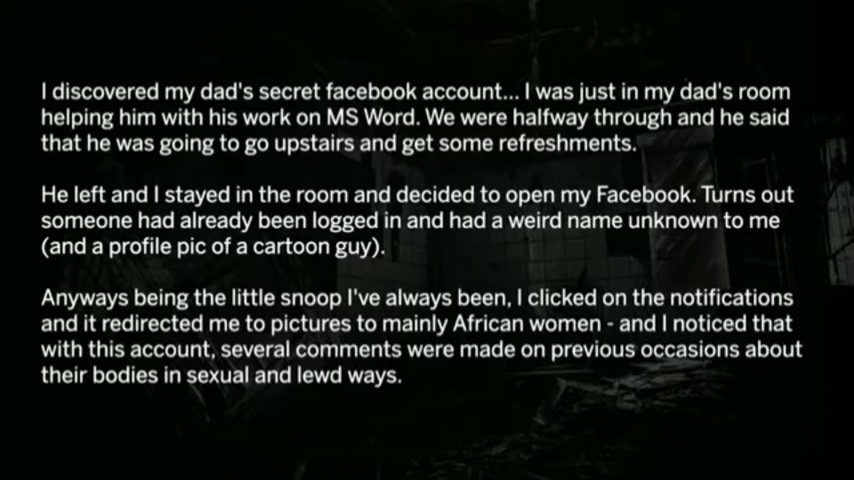 I discovered my dad's secret facebook account... I was just in my dad's room
helping him with his work on MS Word. We were halfway through and he said
that he was going to go upstairs and get some refreshments.
He left and I stayed in the room and decided to open my Facebook. Turns out
someone had already been logged in and had a weird name unknown to me
(and a profile pic of a cartoon guy).
Anyways being the little snoop I've always been, I clicked on the notifications
and it redirected me to pictures to mainly African women - and I noticed that
with this account, several comments were made on previous occasions about
their bodies in sexual and lewd ways.